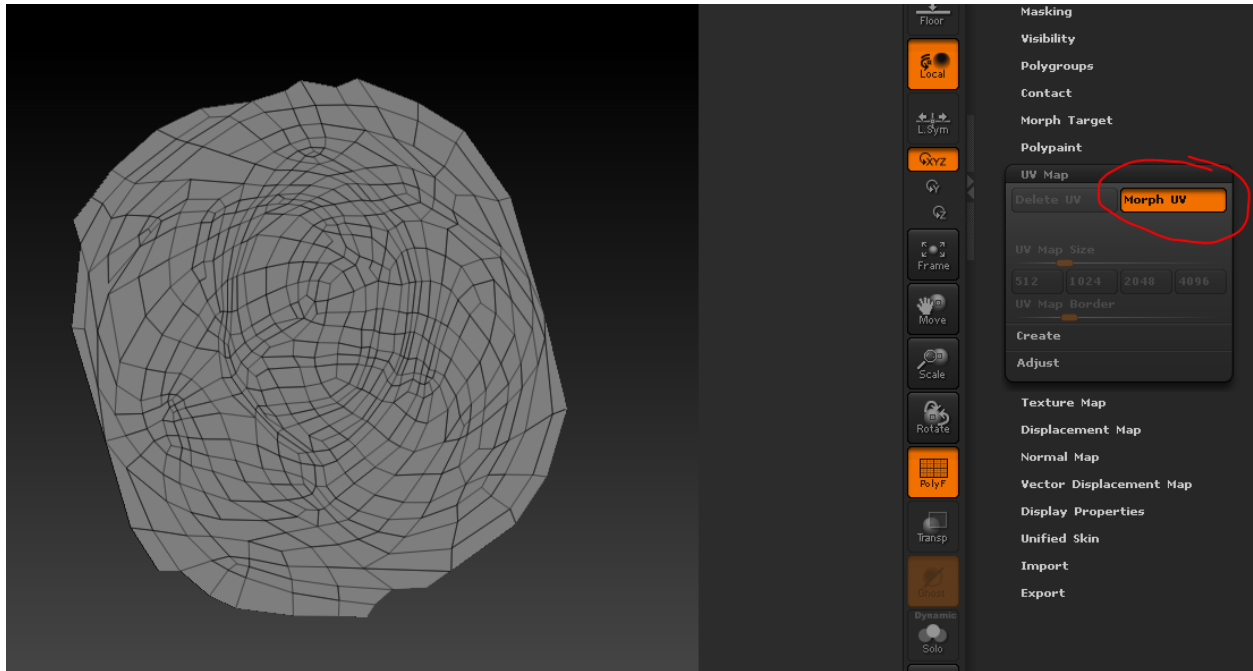 Floor
Local
L.Sym
XYZ
Y
Z
Frame
Move
Scale
Rotate
PolyF
Transp
Ghost
Dynamic
Solo
Masking
Visibility
Polygroups
Contact
Morph Target
Polypaint
UV Map
Delete UV Morph UV
UV Map Size
512 1024 2048 4096
UV Map Border
Create
Adjust
Texture Map
Displacement Map
Normal Map
Vector Displacement Map
Display Properties
Unified Skin
Import
Export